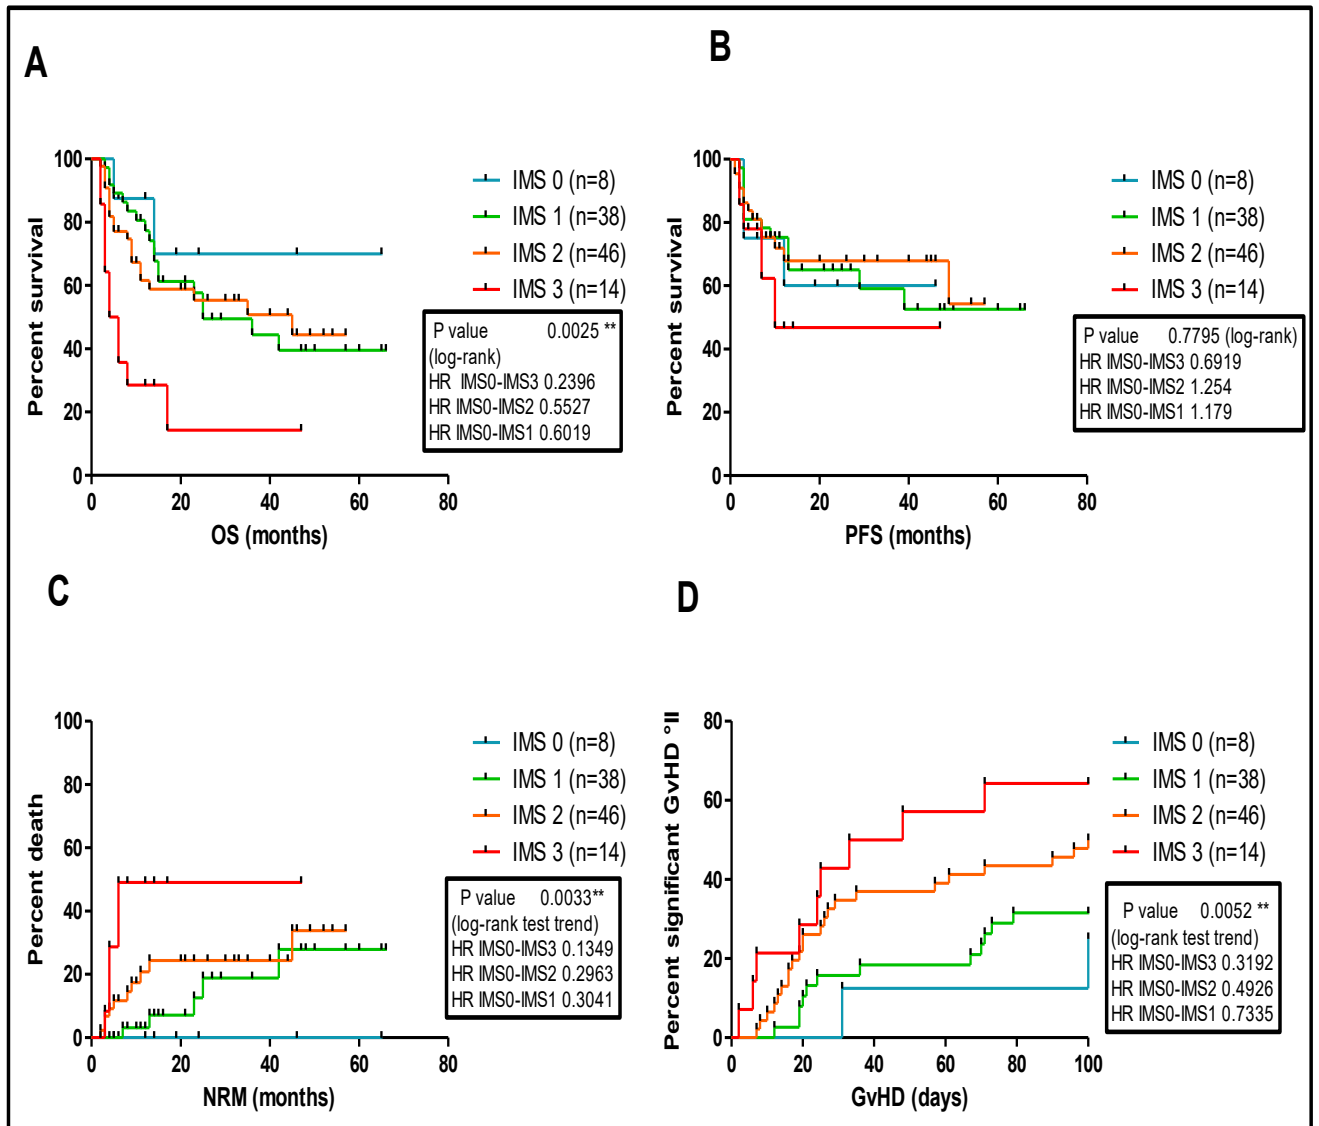 A
100
80
60
40
20
0
Percent survival
0 20 40 60 80
OS (months)
IMS 0 (n=8)
IMS 1 (n=38)
IMS 2 (n=46)
IMS 3 (n=14)
P value 0.0025 **
(log-rank)
HR IMS0-IMS3 0.2396
HR IMS0-IMS2 0.5527
HR IMS0-IMS1 0.6019
B
100
80
60
40
20
0
Percent survival
0 20 40 60 80
PFS (months)
IMS 0 (n=8)
IMS 1 (n=38)
IMS 2 (n=46)
IMS 3 (n=14)
P value 0.7795 (log-rank)
HR IMS0-IMS3 0.6919
HR IMS0-IMS2 1.254
HR IMS0-IMS1 1.179
C
100
80
60
40
20
0
Percent death
0 20 40 60 80
NRM (months)
IMS 0 (n=8)
IMS 1 (n=38)
IMS 2 (n=46)
IMS 3 (n=14)
P value 0.0033**
(log-rank test trend)
HR IMS0-IMS3 0.1349
HR IMS0-IMS2 0.2963
HR IMS0-IMS1 0.3041
D
80
60
40
20
0
Percent significant GvHD °II
0 20 40 60 80 100
GvHD (days)
IMS 0 (n=8)
IMS 1 (n=38)
IMS 2 (n=46)
IMS 3 (n=14)
P value 0.0052 **
(log-rank test trend)
HR IMS0-IMS3 0.3192
HR IMS0-IMS2 0.4926
HR IMS0-IMS1 0.7335